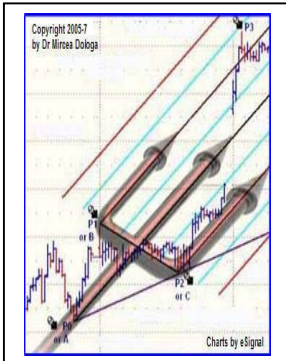 Copyright 2005-7
by Dr Mircea Dologa
P3
P1
or B
P2
or C
P0
or A
Charts by eSignal